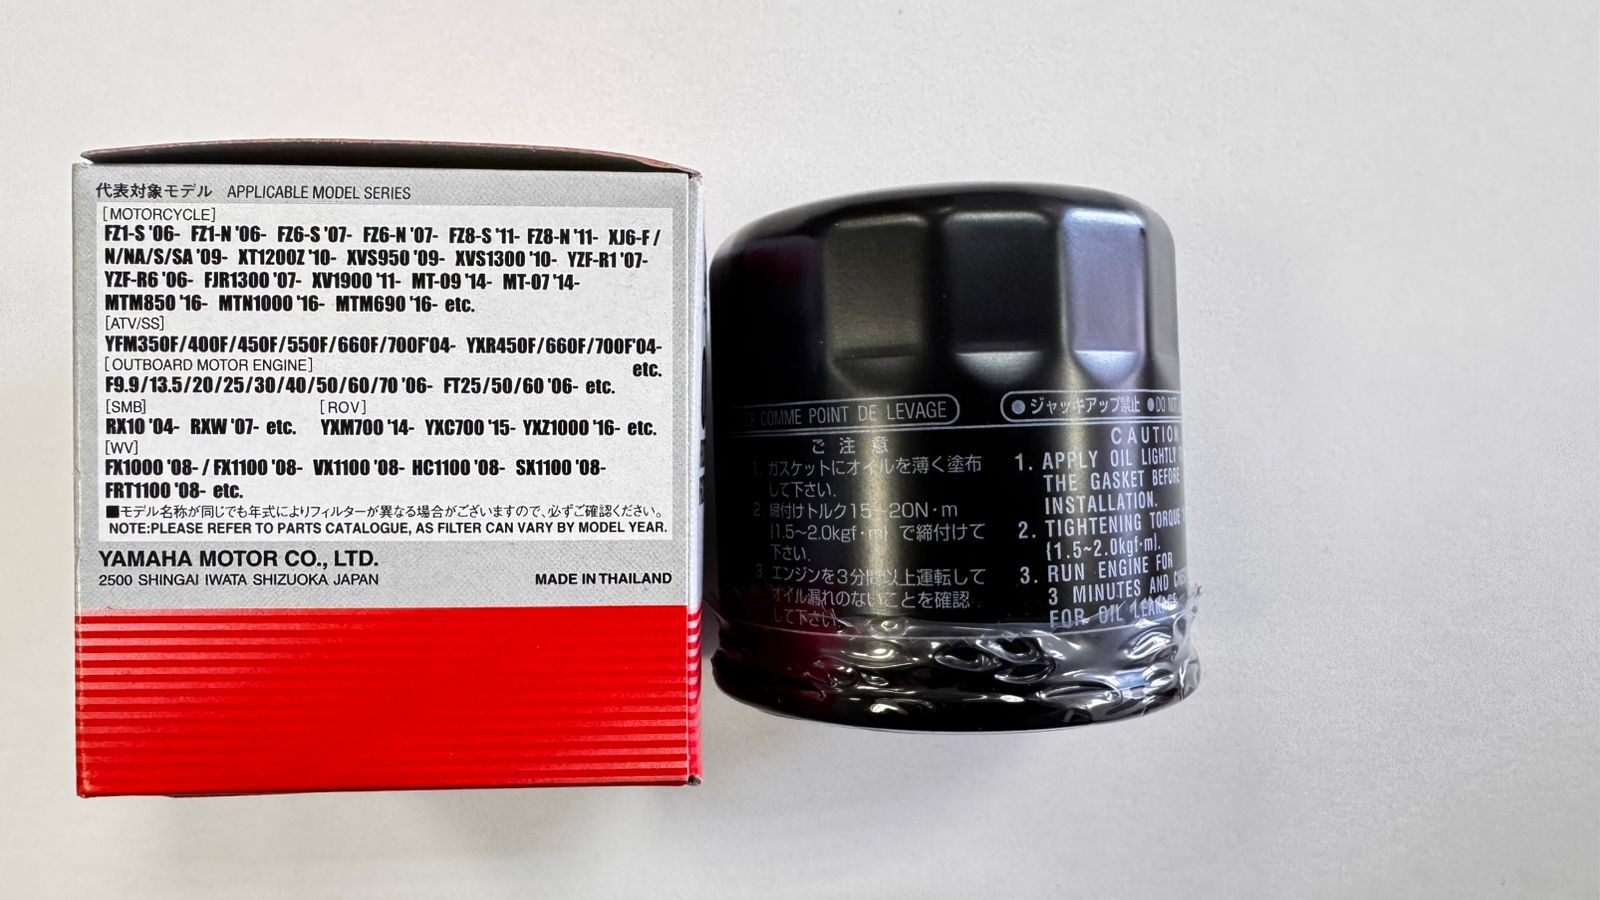 代表対象モデル APPLICABLE MODEL SERIES
[MOTORCYCLE]
FZ1-S '06- FZ1-N '06- FZ6-S '07- FZ6-N '07- FZ8-S '11- FZ8-N '11- XJ6-F /
N/NA/S/SA '09- XT1200Z '10- XVS950 '09- XVS1300 '10- YZF-R1 '07-
YZF-R6 '06- FJR1300 '07- XV1900 '11- MT-09 '14- MT-07 '14-
MTM850 '16- MTN1000 '16- MTM690 '16- etc.
[ATV/SS]
YFM350F/400F/450F/550F/660F/700F'04- YXR450F/660F/700F'04-
etc.
[OUTBOARD MOTOR ENGINE]
F9.9/13.5/20/25/30/40/50/60/70 '06- FT25/50/60 '06- etc.
[SMB] [ROV]
RX10 '04- RXW '07- etc. YXM700 '14- YXC700 '15- YXZ1000 '16- etc.
[WV]
FX1000 '08- / FX1100 '08- VX1100 '08- HC1100 '08- SX1100 '08-
FRT1100 '08- etc.
■モデル名称が同じでも年式によりフィルターが異なる場合がございますので、必ずご確認ください。
NOTE:PLEASE REFER TO PARTS CATALOGUE, AS FILTER CAN VARY BY MODEL YEAR.
YAMAHA MOTOR CO., LTD.
2500 SHINGAI IWATA SHIZUOKA JAPAN MADE IN THAILAND
COMME POINT DE LEVAGE
ご注意
1. ガスケットにオイルを薄く塗布
して下さい.
2. 締付けトルク15~20N・m
{1.5~2.0kgf・m} で締付けて
下さい.
3. エンジンを3分間以上運転して
オイル漏れのないことを確認
して下さい.
●ジャッキアップ禁止 ●DO NOT
CAUTION
1. APPLY OIL LIGHTLY
THE GASKET BEFORE
INSTALLATION.
2. TIGHTENING TORQUE
{1.5~2.0kgf·m}.
3. RUN ENGINE FOR
3 MINUTES AND
FOR OIL LEAKAGE